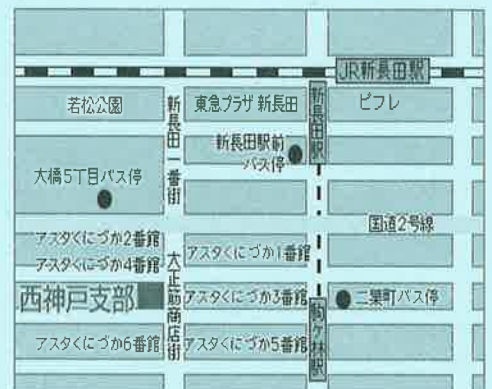 JR新長田駅
若松公園
新長田一番街
東急プラザ 新長田
新長田駅
ピフレ
新長田駅前
バス停
大橋5丁目バス停
国道2号線
アスタくにづか2番館
アスタくにづか1番館
アスタくにづか4番館
大正筋商店街
西神戸支部
アスタくにづか3番館
駒ヶ林駅
二葉町バス停
アスタくにづか6番館
アスタくにづか5番館